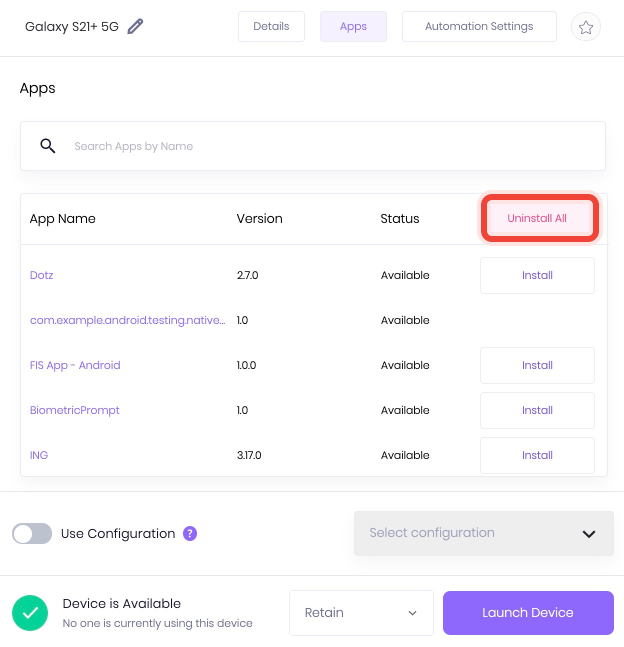 Galaxy S21+ 5G Details Apps Automation Settings
Apps
Search Apps by Name
App Name Version Status Uninstall All
Dotz 2.7.0 Available Install
com.example.android.testing.native... 1.0 Available
FIS App - Android 1.0.0 Available Install
BiometricPrompt 1.0 Available Install
ING 3.17.0 Available Install
Use Configuration ? Select configuration
Device is Available
No one is currently using this device
Retain Launch Device